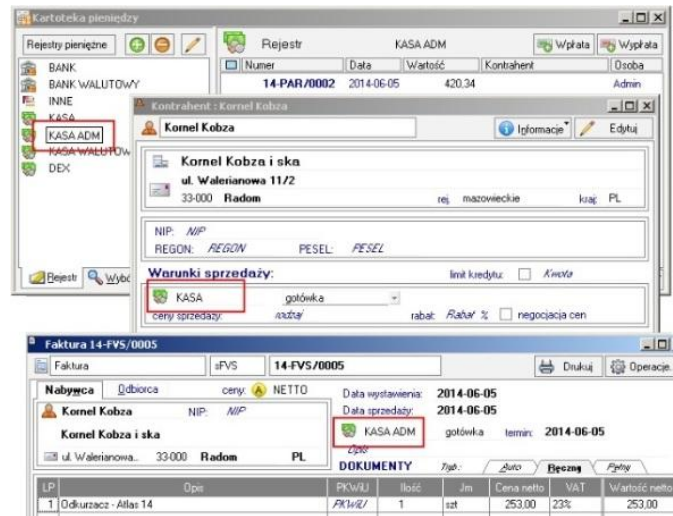 Kartoteka pieniędzy
Rejestry pieniężne Rejestr KASA ADM Wpłata Wypłata
Numer Data Wartość Kontrahent Osoba
BANK
14-PAR/0002 2014-06-05 420,34 Admin
BANK WALUTOWY
INNE
KASA
KASA ADM
KASA WALUTOW
DEX
Rejestr Wybó
Kontrahent : Kornel Kobza
Kornel Kobza Informacje Edytuj
Kornel Kobza i ska
ul. Walerianowa 11/2
33-000 Radom rej. mazowieckie kraj: PL
NIP: NIP
REGON: REGON PESEL: PESEL
Warunki sprzedaży: limit kredytu: Kwota
KASA gotówka
ceny sprzedaży: rodzaj rabat: Rabat % negocjacja cen
Faktura 14-FVS/0005
Faktura sFVS 14-FVS/0005 Drukuj Operacje.
Nabywca Odbiorca ceny: A NETTO Data wystawienia: 2014-06-05
Kornel Kobza NIP: NIP Data sprzedaży: 2014-06-05
Kornel Kobza i ska KASA ADM gotówka termin: 2014-06-05
Opis
ul. Walerianowa.. 33-000 Radom PL DOKUMENTY Tryb: Auto Ręczny Pełny
LP Opis PKWiU Ilość Jm Cena netto VAT Wartość netto
1 Odkurzacz - Atlas 14 PKWiU 1 szt 253,00 23% 253,00